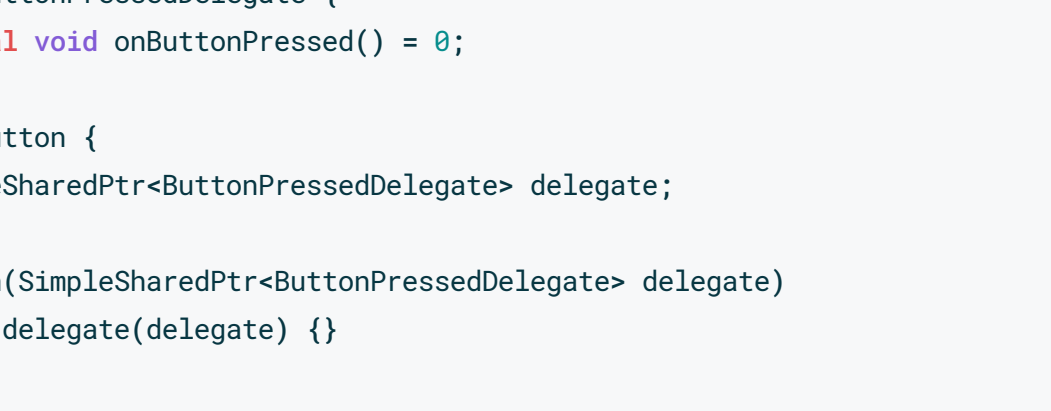 l void onButtonPressed() = 0;
tton {
SharedPtr<ButtonPressedDelegate> delegate;
(SimpleSharedPtr<ButtonPressedDelegate> delegate)
delegate(delegate) {}